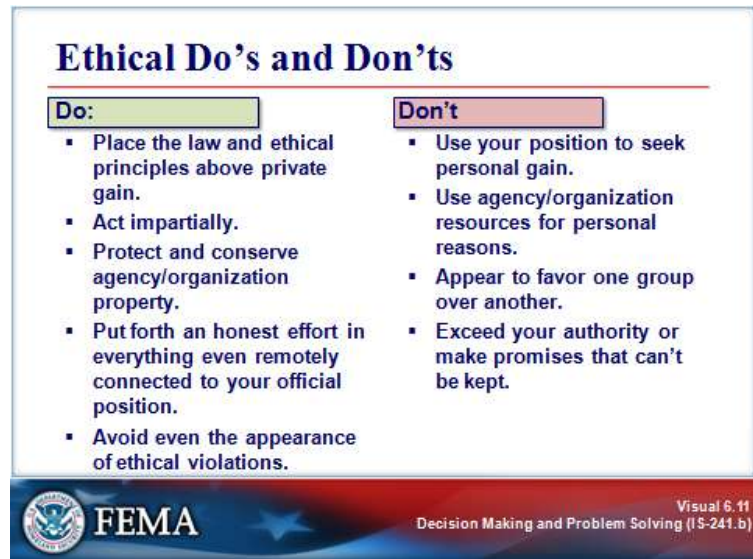 Ethical Do's and Don'ts
Do:
▪ Place the law and ethical
principles above private
gain.
▪ Act impartially.
▪ Protect and conserve
agency/organization
property.
▪ Put forth an honest effort in
everything even remotely
connected to your official
position.
▪ Avoid even the appearance
of ethical violations.
Don't
▪ Use your position to seek
personal gain.
▪ Use agency/organization
resources for personal
reasons.
▪ Appear to favor one group
over another.
▪ Exceed your authority or
make promises that can't
be kept.
FEMA
Visual 6.11
Decision Making and Problem Solving (IS-241.b)